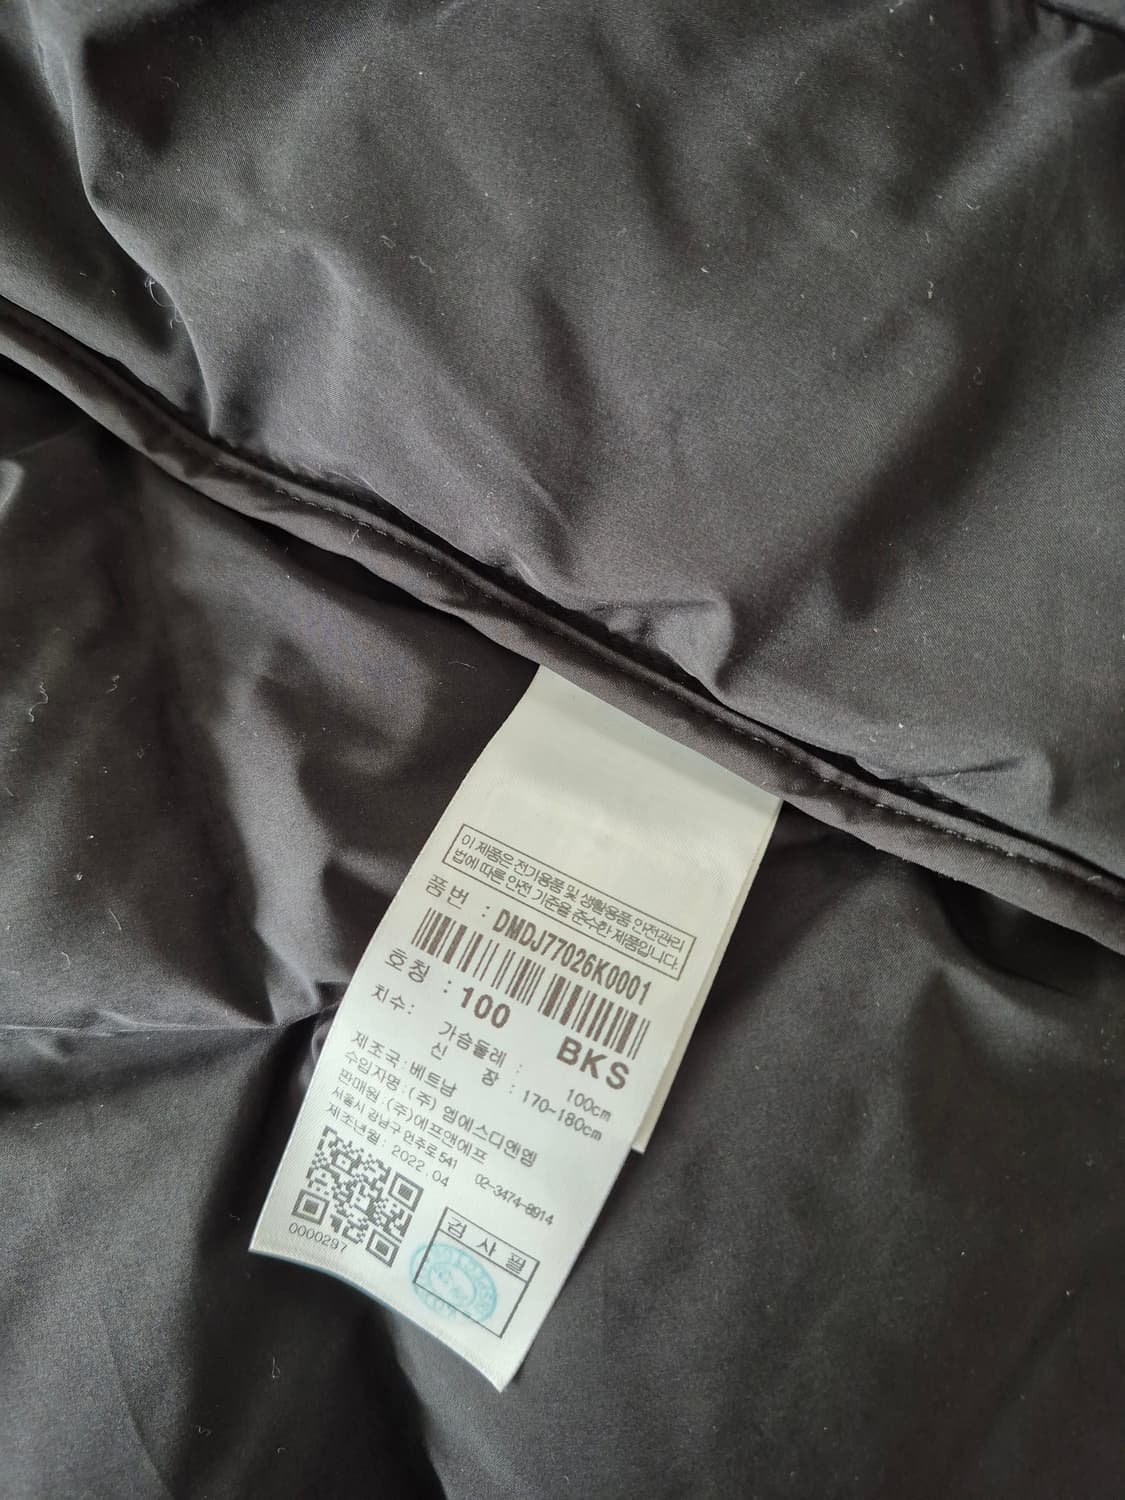 이 제품은 전기용품 및 생활용품 안전관리
법에 따른 안전 기준을 준수한 제품입니다.
품번 : DMDJ77026K0001
호칭 : 100 BKS
치수: 가슴둘레 : 100cm
신 장 : 170~180cm
제조국:베트남
수입자명:(주) 엠에스디앤엠
판매원 :(주)에프앤에프
서울시 강남구 언주로541 02-3474-8914
제조년월: 2022.04
0000297
검 사 필